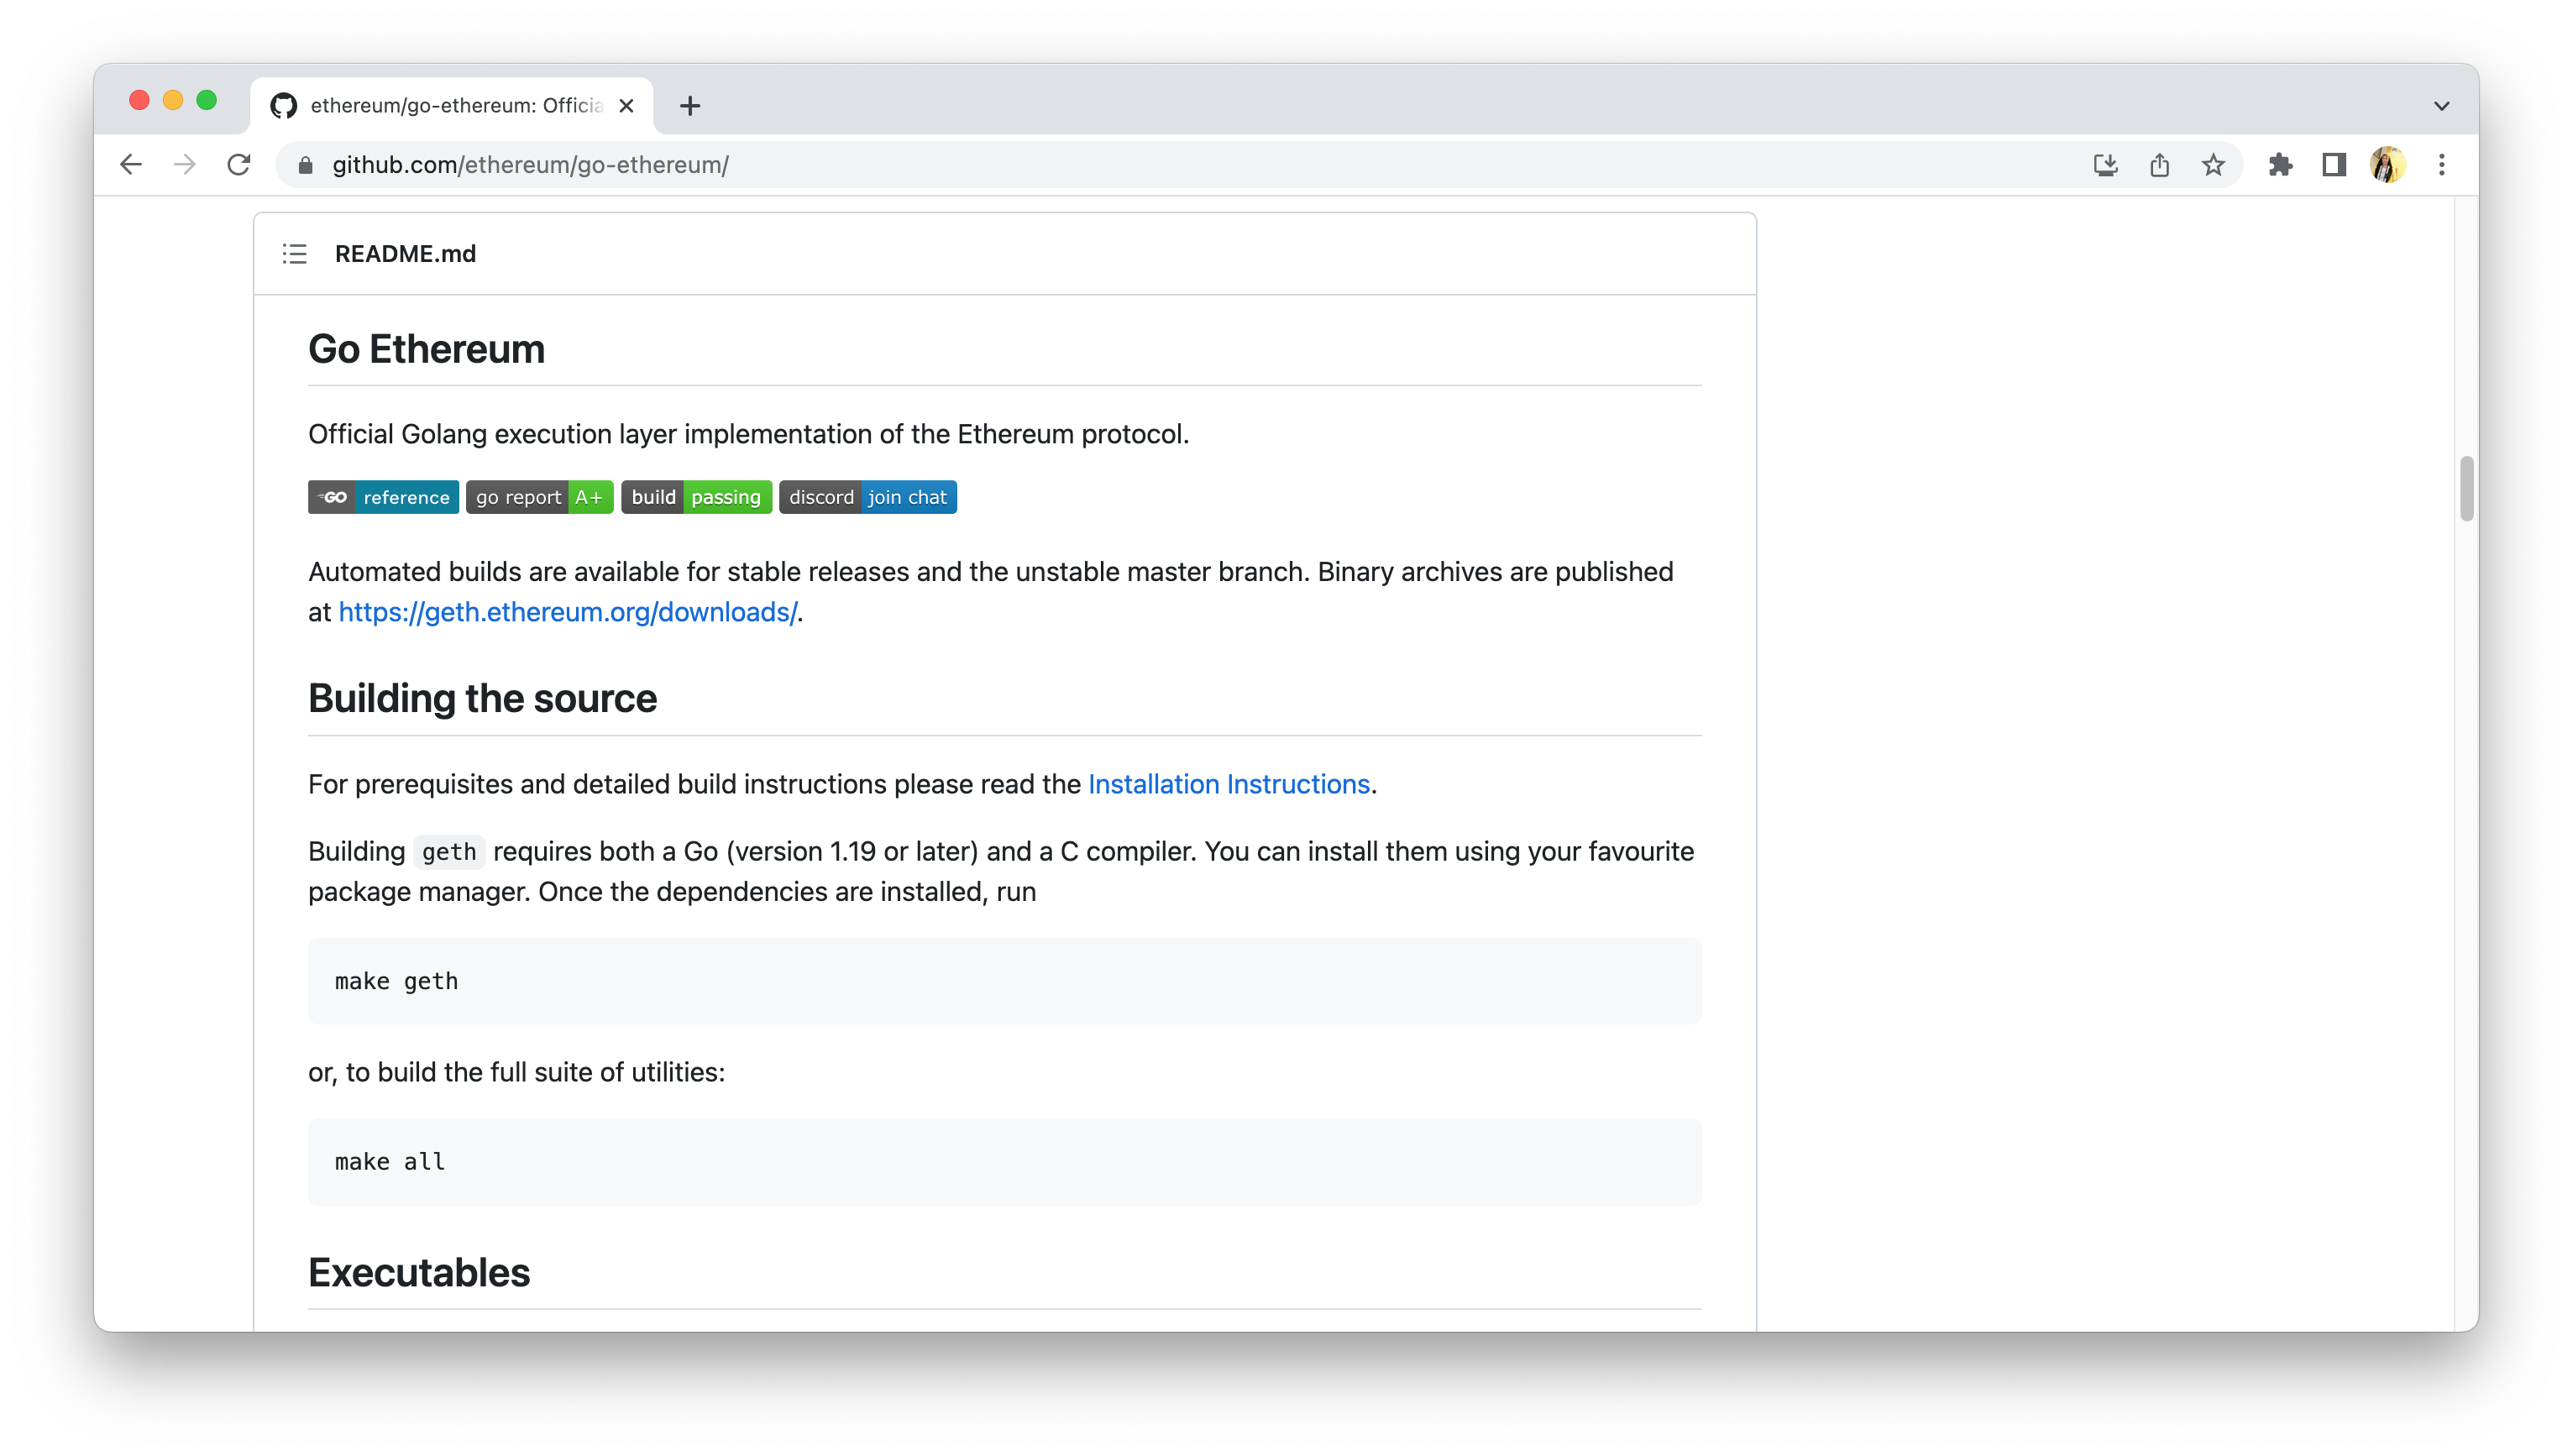 ethereum/go-ethereum: Officia
github.com/ethereum/go-ethereum/
README.md
Go Ethereum
Official Golang execution layer implementation of the Ethereum protocol.
GO reference go report A+ build passing discord join chat
Automated builds are available for stable releases and the unstable master branch. Binary archives are published
at https://geth.ethereum.org/downloads/.
Building the source
For prerequisites and detailed build instructions please read the Installation Instructions.
Building geth requires both a Go (version 1.19 or later) and a C compiler. You can install them using your favourite
package manager. Once the dependencies are installed, run
make geth
or, to build the full suite of utilities:
make all
Executables